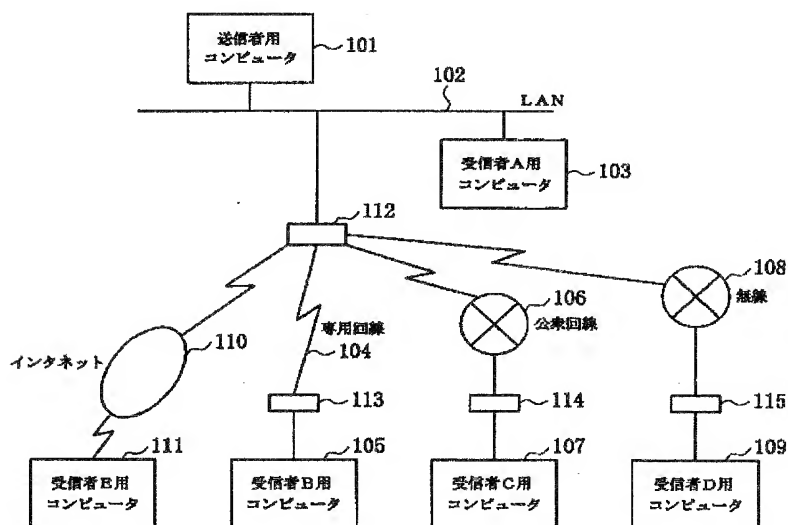 送信者用
コンピュータ
101
102
LAN
受信者A用
コンピュータ
103
112
108
無線
106
公衆回線
専用回線
104
110
インタネット
113
114
115
111
105
107
109
受信者E用
コンピュータ
受信者B用
コンピュータ
受信者C用
コンピュータ
受信者D用
コンピュータ